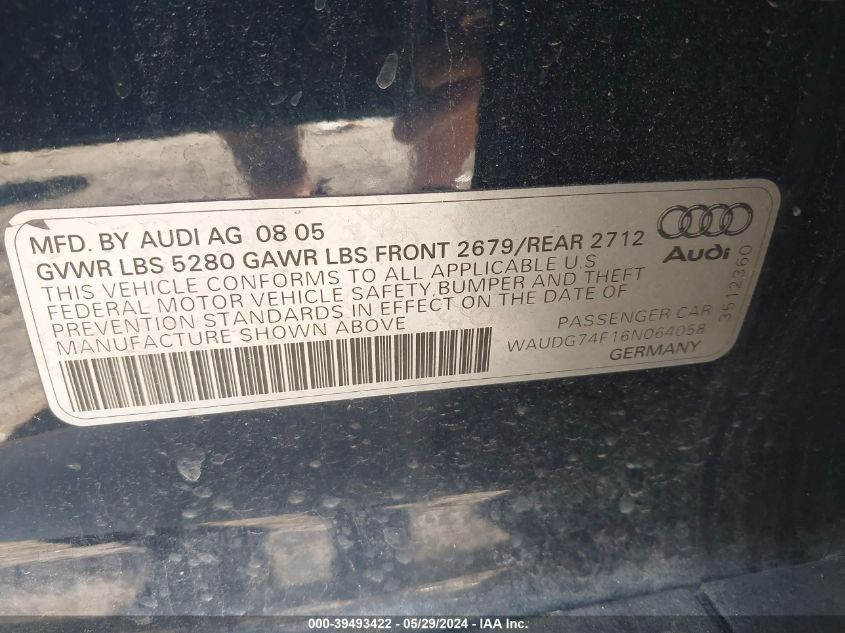 MFD. BY AUDI AG 08 05
GVWR LBS 5280 GAWR LBS FRONT 2679/REAR 2712
THIS VEHICLE CONFORMS TO ALL APPLICABLE U S
FEDERAL MOTOR VEHICLE SAFETY,BUMPER AND THEFT
PREVENTION STANDARDS IN EFFECT ON THE DATE OF
MANUFACTURE SHOWN ABOVE
PASSENGER CAR
WAUDG74F16N064058
GERMANY
Audi
3512360
000-39493422 - 05/29/2024 - IAA Inc.